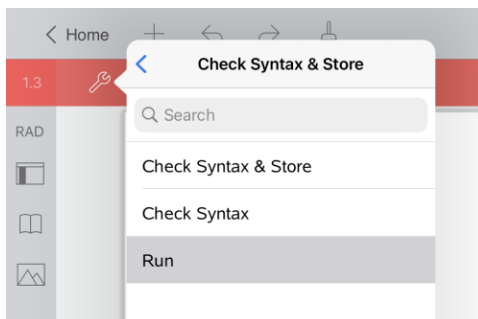 Home
Check Syntax & Store
1.3
Search
RAD
Check Syntax & Store
Check Syntax
Run